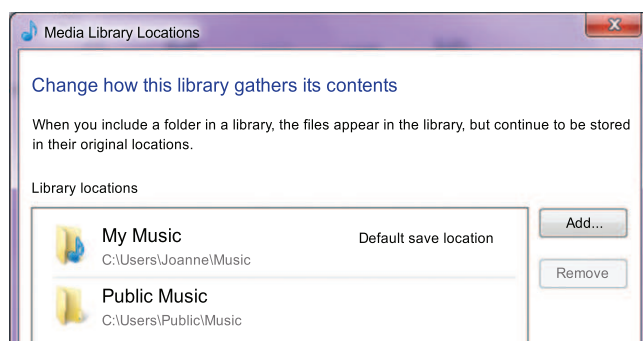 Media Library Locations
Change how this library gathers its contents
When you include a folder in a library, the files appear in the library, but continue to be stored
in their original locations.
Library locations
My Music Default save location
C:\Users\Joanne\Music
Public Music
C:\Users\Public\Music
Add...
Remove